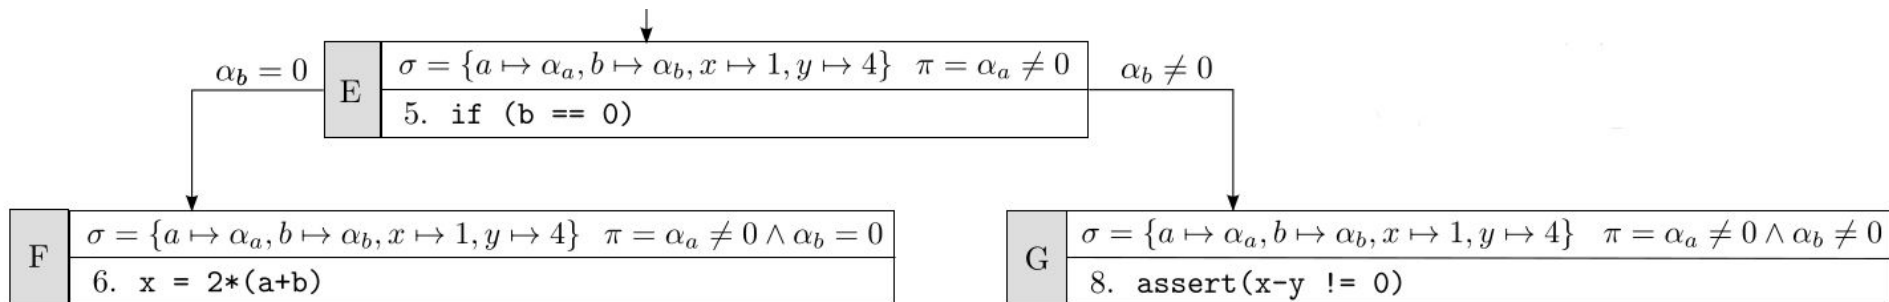 α_b = 0
E
σ = {a ↦ α_a, b ↦ α_b, x ↦ 1, y ↦ 4} π = α_a ≠ 0
α_b ≠ 0
5. if (b == 0)
F
σ = {a ↦ α_a, b ↦ α_b, x ↦ 1, y ↦ 4} π = α_a ≠ 0 ∧ α_b = 0
6. x = 2*(a+b)
G
σ = {a ↦ α_a, b ↦ α_b, x ↦ 1, y ↦ 4} π = α_a ≠ 0 ∧ α_b ≠ 0
8. assert(x-y != 0)